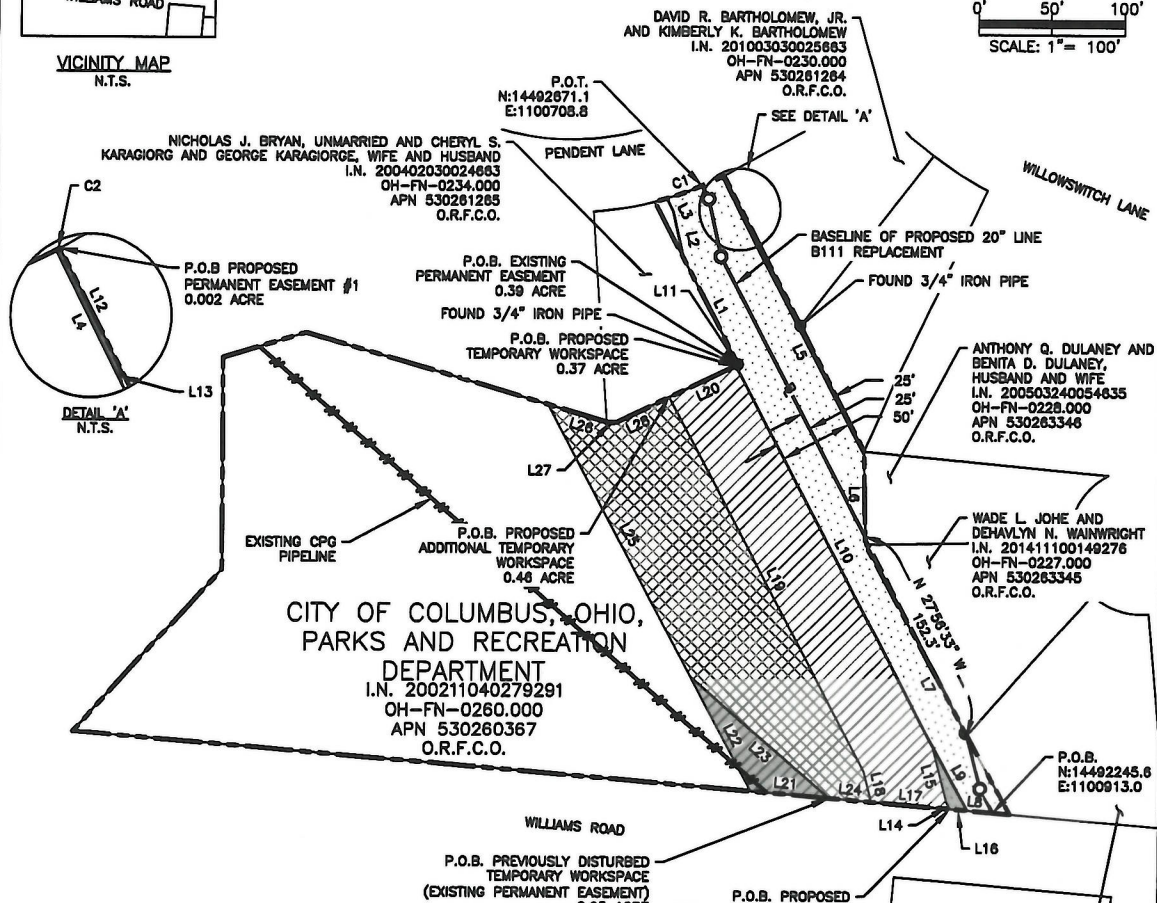 WILLIAMS ROAD
VICINITY MAP
N.T.S.
DAVID R. BARTHOLOMEW, JR.
AND KIMBERLY K. BARTHOLOMEW
I.N. 201003030025663
OH-FN-0230.000
APN 530261264
O.R.F.C.O.
0' 50' 100'
SCALE: 1"= 100'
P.O.T.
N:14492671.1
E:1100708.8
SEE DETAIL 'A'
PENDENT LANE
NICHOLAS J. BRYAN, UNMARRIED AND CHERYL S.
KARAGIORG AND GEORGE KARAGIORGE, WIFE AND HUSBAND
I.N. 200402030024663
OH-FN-0234.000
APN 530261265
O.R.F.C.O.
WILLOWSWITCH LANE
C2
P.O.B PROPOSED
PERMANENT EASEMENT #1
0.002 ACRE
L12
L4
L13
DETAIL 'A'
N.T.S.
C1
L3
L2
L1
L11
BASELINE OF PROPOSED 20" LINE
B111 REPLACEMENT
FOUND 3/4" IRON PIPE
P.O.B. EXISTING
PERMANENT EASEMENT
0.39 ACRE
FOUND 3/4" IRON PIPE
P.O.B. PROPOSED
TEMPORARY WORKSPACE
0.37 ACRE
L5
25'
25'
50'
ANTHONY Q. DULANEY AND
BENITA D. DULANEY,
HUSBAND AND WIFE
I.N. 200503240054635
OH-FN-0228.000
APN 530263346
O.R.F.C.O.
L20
L28
L26
L27
L25
L6
L10
L19
EXISTING CPG
PIPELINE
P.O.B. PROPOSED
ADDITIONAL TEMPORARY
WORKSPACE
0.46 ACRE
WADE L. JOHE AND
DEHAVLYN N. WAINWRIGHT
I.N. 201411100149276
OH-FN-0227.000
APN 530263345
O.R.F.C.O.
N 27°56'33" W
152.3'
CITY OF COLUMBUS, OHIO,
PARKS AND RECREATION
DEPARTMENT
I.N. 200211040279291
OH-FN-0260.000
APN 530260367
O.R.F.C.O.
L7
L22
L23
L21
L24
L18
L17
L15
L9
L8
L14
L16
P.O.B.
N:14492245.6
E:1100913.0
WILLIAMS ROAD
P.O.B. PREVIOUSLY DISTURBED
TEMPORARY WORKSPACE
(EXISTING PERMANENT EASEMENT)
P.O.B. PROPOSED